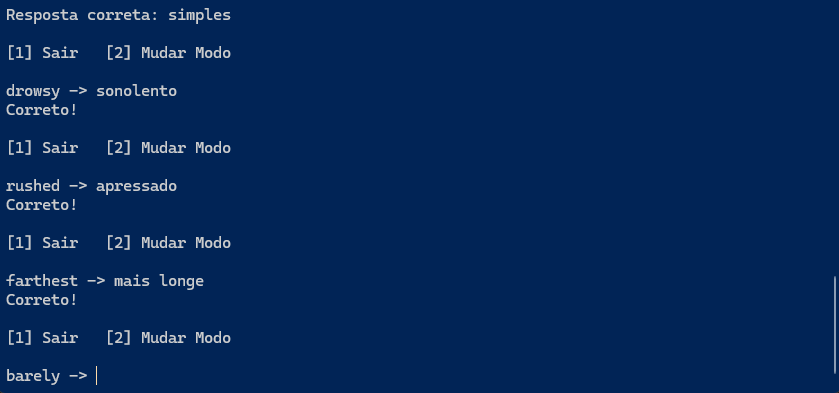 Resposta correta: simples
[1] Sair   [2] Mudar Modo
drowsy -> sonolento
Correto!
[1] Sair   [2] Mudar Modo
rushed -> apressado
Correto!
[1] Sair   [2] Mudar Modo
farthest -> mais longe
Correto!
[1] Sair   [2] Mudar Modo
barely ->